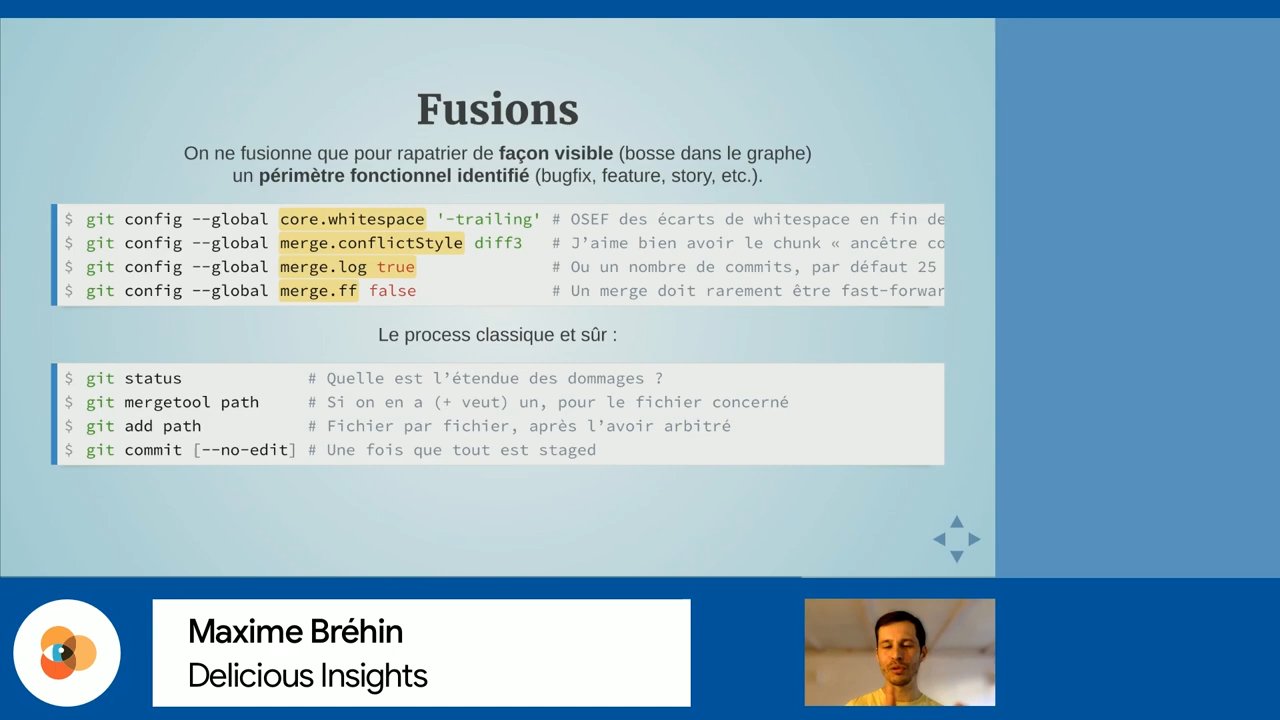 Fusions
On ne fusionne que pour rapatrier de façon visible (bosse dans le graphe)
un périmètre fonctionnel identifié (bugfix, feature, story, etc.).
$ git config --global core.whitespace '-trailing' # OSEF des écarts de whitespace en fin de
$ git config --global merge.conflictStyle diff3 # J’aime bien avoir le chunk « ancêtre co
$ git config --global merge.log true # Ou un nombre de commits, par défaut 25
$ git config --global merge.ff false # Un merge doit rarement être fast-forwar
Le process classique et sûr :
$ git status # Quelle est l’étendue des dommages ?
$ git mergetool path # Si on en a (+ veut) un, pour le fichier concerné
$ git add path # Fichier par fichier, après l’avoir arbitré
$ git commit [--no-edit] # Une fois que tout est staged
Maxime Bréhin
Delicious Insights